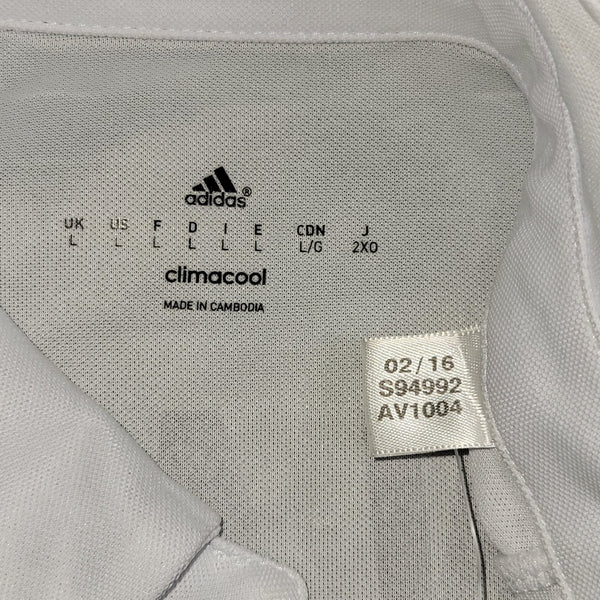 adidas®
UK US F D I E CDN J
L L L L L L L/G 2XO
climacool
MADE IN CAMBODIA
02/16
S94992
AV1004